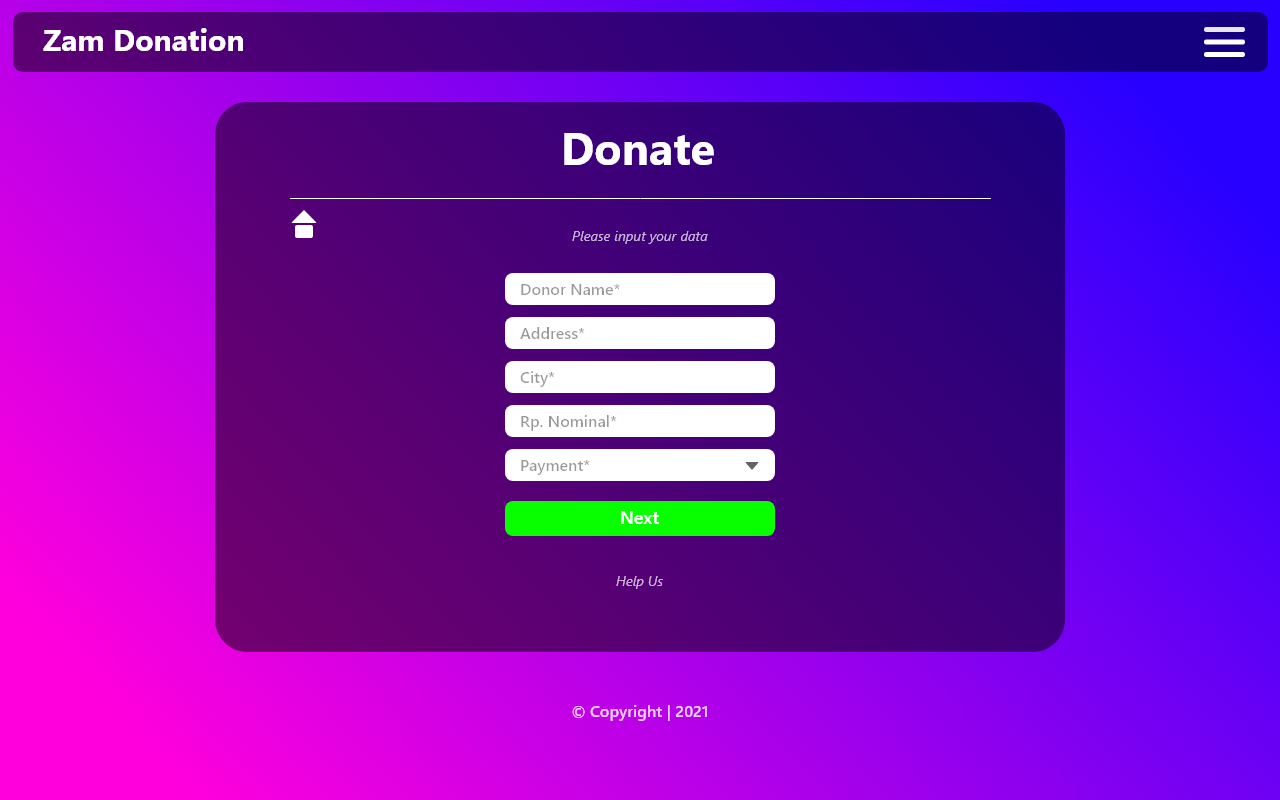 Zam Donation
Donate
Please input your data
Donor Name*
Address*
City*
Rp. Nominal*
Payment*
Next
Help Us
© Copyright | 2021